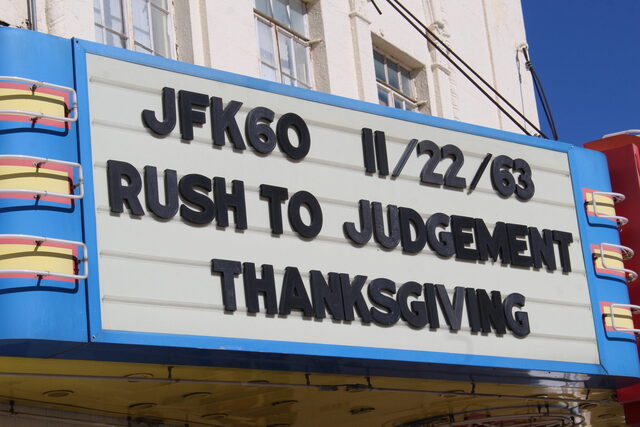 JFK60 11/22/63
RUSH TO JUDGEMENT
THANKSGIVING